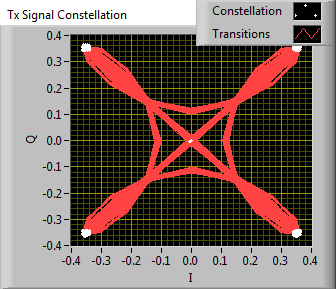 Tx Signal Constellation
Constellation
Transitions
0.4
0.3
0.2
0.1
0.0
-0.1
-0.2
-0.3
-0.4
Q
-0.4 -0.3 -0.2 -0.1 0.0 0.1 0.2 0.3 0.4
I